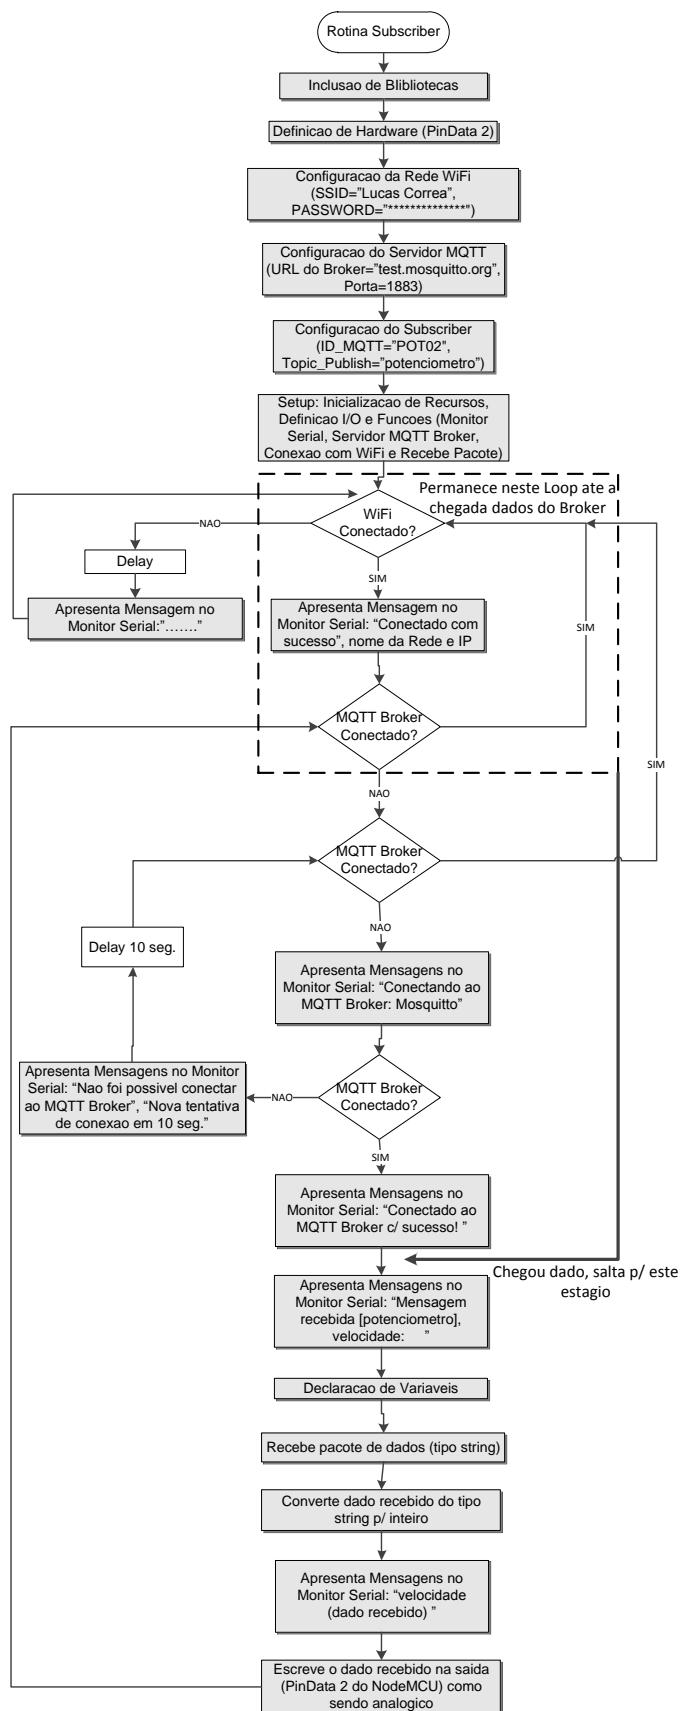 Rotina Subscriber
Inclusao de BIibliotecas
Definicao de Hardware (PinData 2)
Configuracao da Rede WiFi
(SSID="Lucas Correa",
PASSWORD="**************")
Configuracao do Servidor MQTT
(URL do Broker="test.mosquitto.org",
Porta=1883)
Configuracao do Subscriber
(ID_MQTT="POT02",
Topic_Publish="potenciometro")
Setup: Inicializacao de Recursos,
Definicao I/O e Funcoes (Monitor
Serial, Servidor MQTT Broker,
Conexao com WiFi e Recebe Pacote)
Permanece neste Loop ate a
chegada dados do Broker
WiFi
Conectado?
NAO
Delay
Apresenta Mensagem no
Monitor Serial:"......."
SIM
Apresenta Mensagem no
Monitor Serial: “Conectado com
sucesso”, nome da Rede e IP
SIM
MQTT Broker
Conectado?
SIM
NAO
MQTT Broker
Conectado?
NAO
Delay 10 seg.
Apresenta Mensagens no
Monitor Serial: “Conectando ao
MQTT Broker: Mosquitto”
Apresenta Mensagens no Monitor
Serial: “Nao foi possivel conectar
ao MQTT Broker”, “Nova tentativa
de conexao em 10 seg.”
NAO
MQTT Broker
Conectado?
SIM
Apresenta Mensagens no
Monitor Serial: “Conectado ao
MQTT Broker c/ sucesso! ”
Chegou dado, salta p/ este
estagio
Apresenta Mensagens no
Monitor Serial: “Mensagem
recebida [potenciometro],
velocidade: ”
Declaracao de Variaveis
Recebe pacote de dados (tipo string)
Converte dado recebido do tipo
string p/ inteiro
Apresenta Mensagens no
Monitor Serial: “velocidade
(dado recebido) ”
Escreve o dado recebido na saida
(PinData 2 do NodeMCU) como
sendo analogico